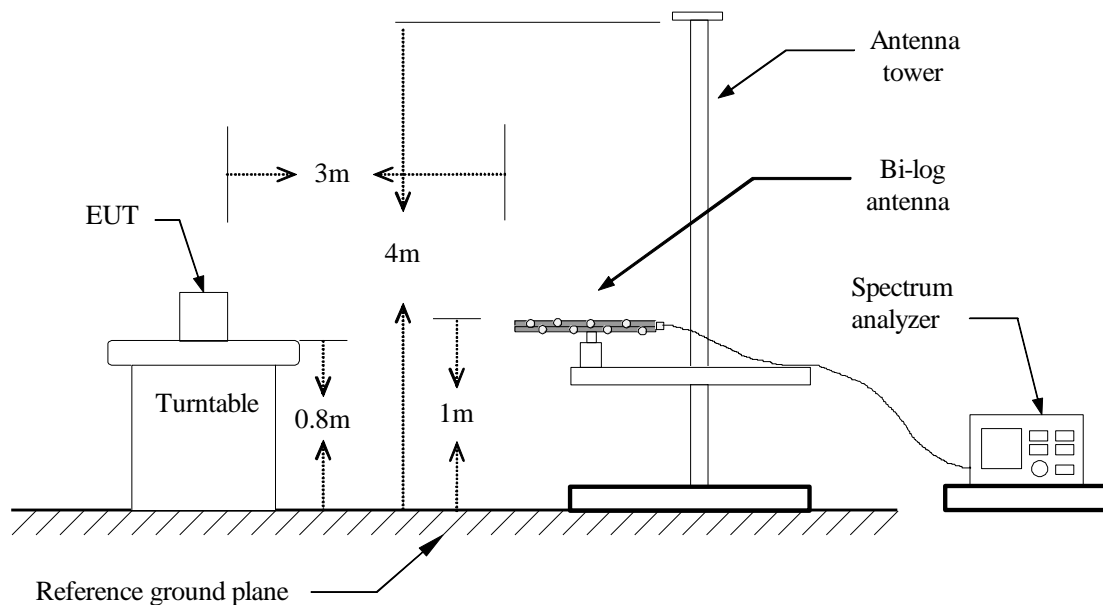 Antenna
tower
3m
Bi-log
antenna
EUT
4m
Spectrum
analyzer
Turntable
0.8m
1m
Reference ground plane